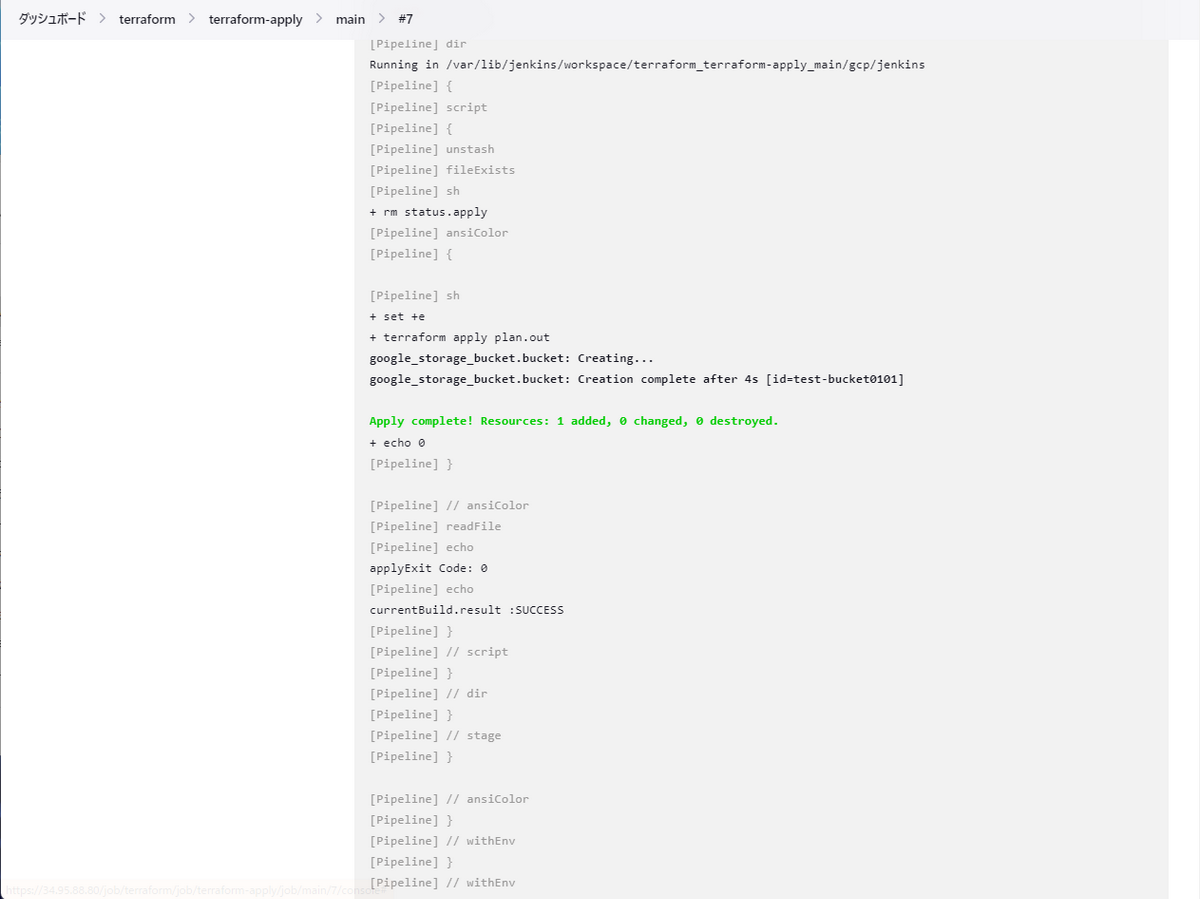 ダッシュボード > terraform > terraform-apply > main > #7
[Pipeline] dir
Running in /var/lib/jenkins/workspace/terraform_terraform-apply_main/gcp/jenkins
[Pipeline] {
[Pipeline] script
[Pipeline] {
[Pipeline] unstash
[Pipeline] fileExists
[Pipeline] sh
+ rm status.apply
[Pipeline] ansiColor
[Pipeline] {
[Pipeline] sh
+ set +e
+ terraform apply plan.out
google_storage_bucket.bucket: Creating...
google_storage_bucket.bucket: Creation complete after 4s [id=test-bucket0101]
Apply complete! Resources: 1 added, 0 changed, 0 destroyed.
+ echo 0
[Pipeline] }
[Pipeline] // ansiColor
[Pipeline] readFile
[Pipeline] echo
applyExit Code: 0
[Pipeline] echo
currentBuild.result :SUCCESS
[Pipeline] }
[Pipeline] // script
[Pipeline] }
[Pipeline] // dir
[Pipeline] }
[Pipeline] // stage
[Pipeline] }
[Pipeline] // ansiColor
[Pipeline] }
[Pipeline] // withEnv
[Pipeline] }
[Pipeline] // withEnv
https://34.95.88.80/job/terraform/job/terraform-apply/job/main/7/console#